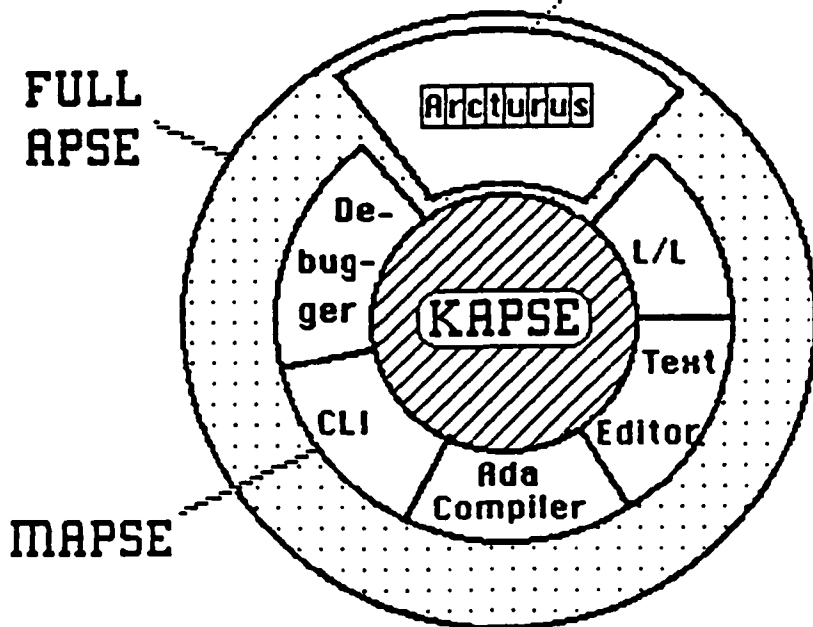 FULL
APSE
Arcturus
De-
bug-
ger
L/L
KAPSE
Text
Editor
CLI
Ada
Compiler
MAPSE